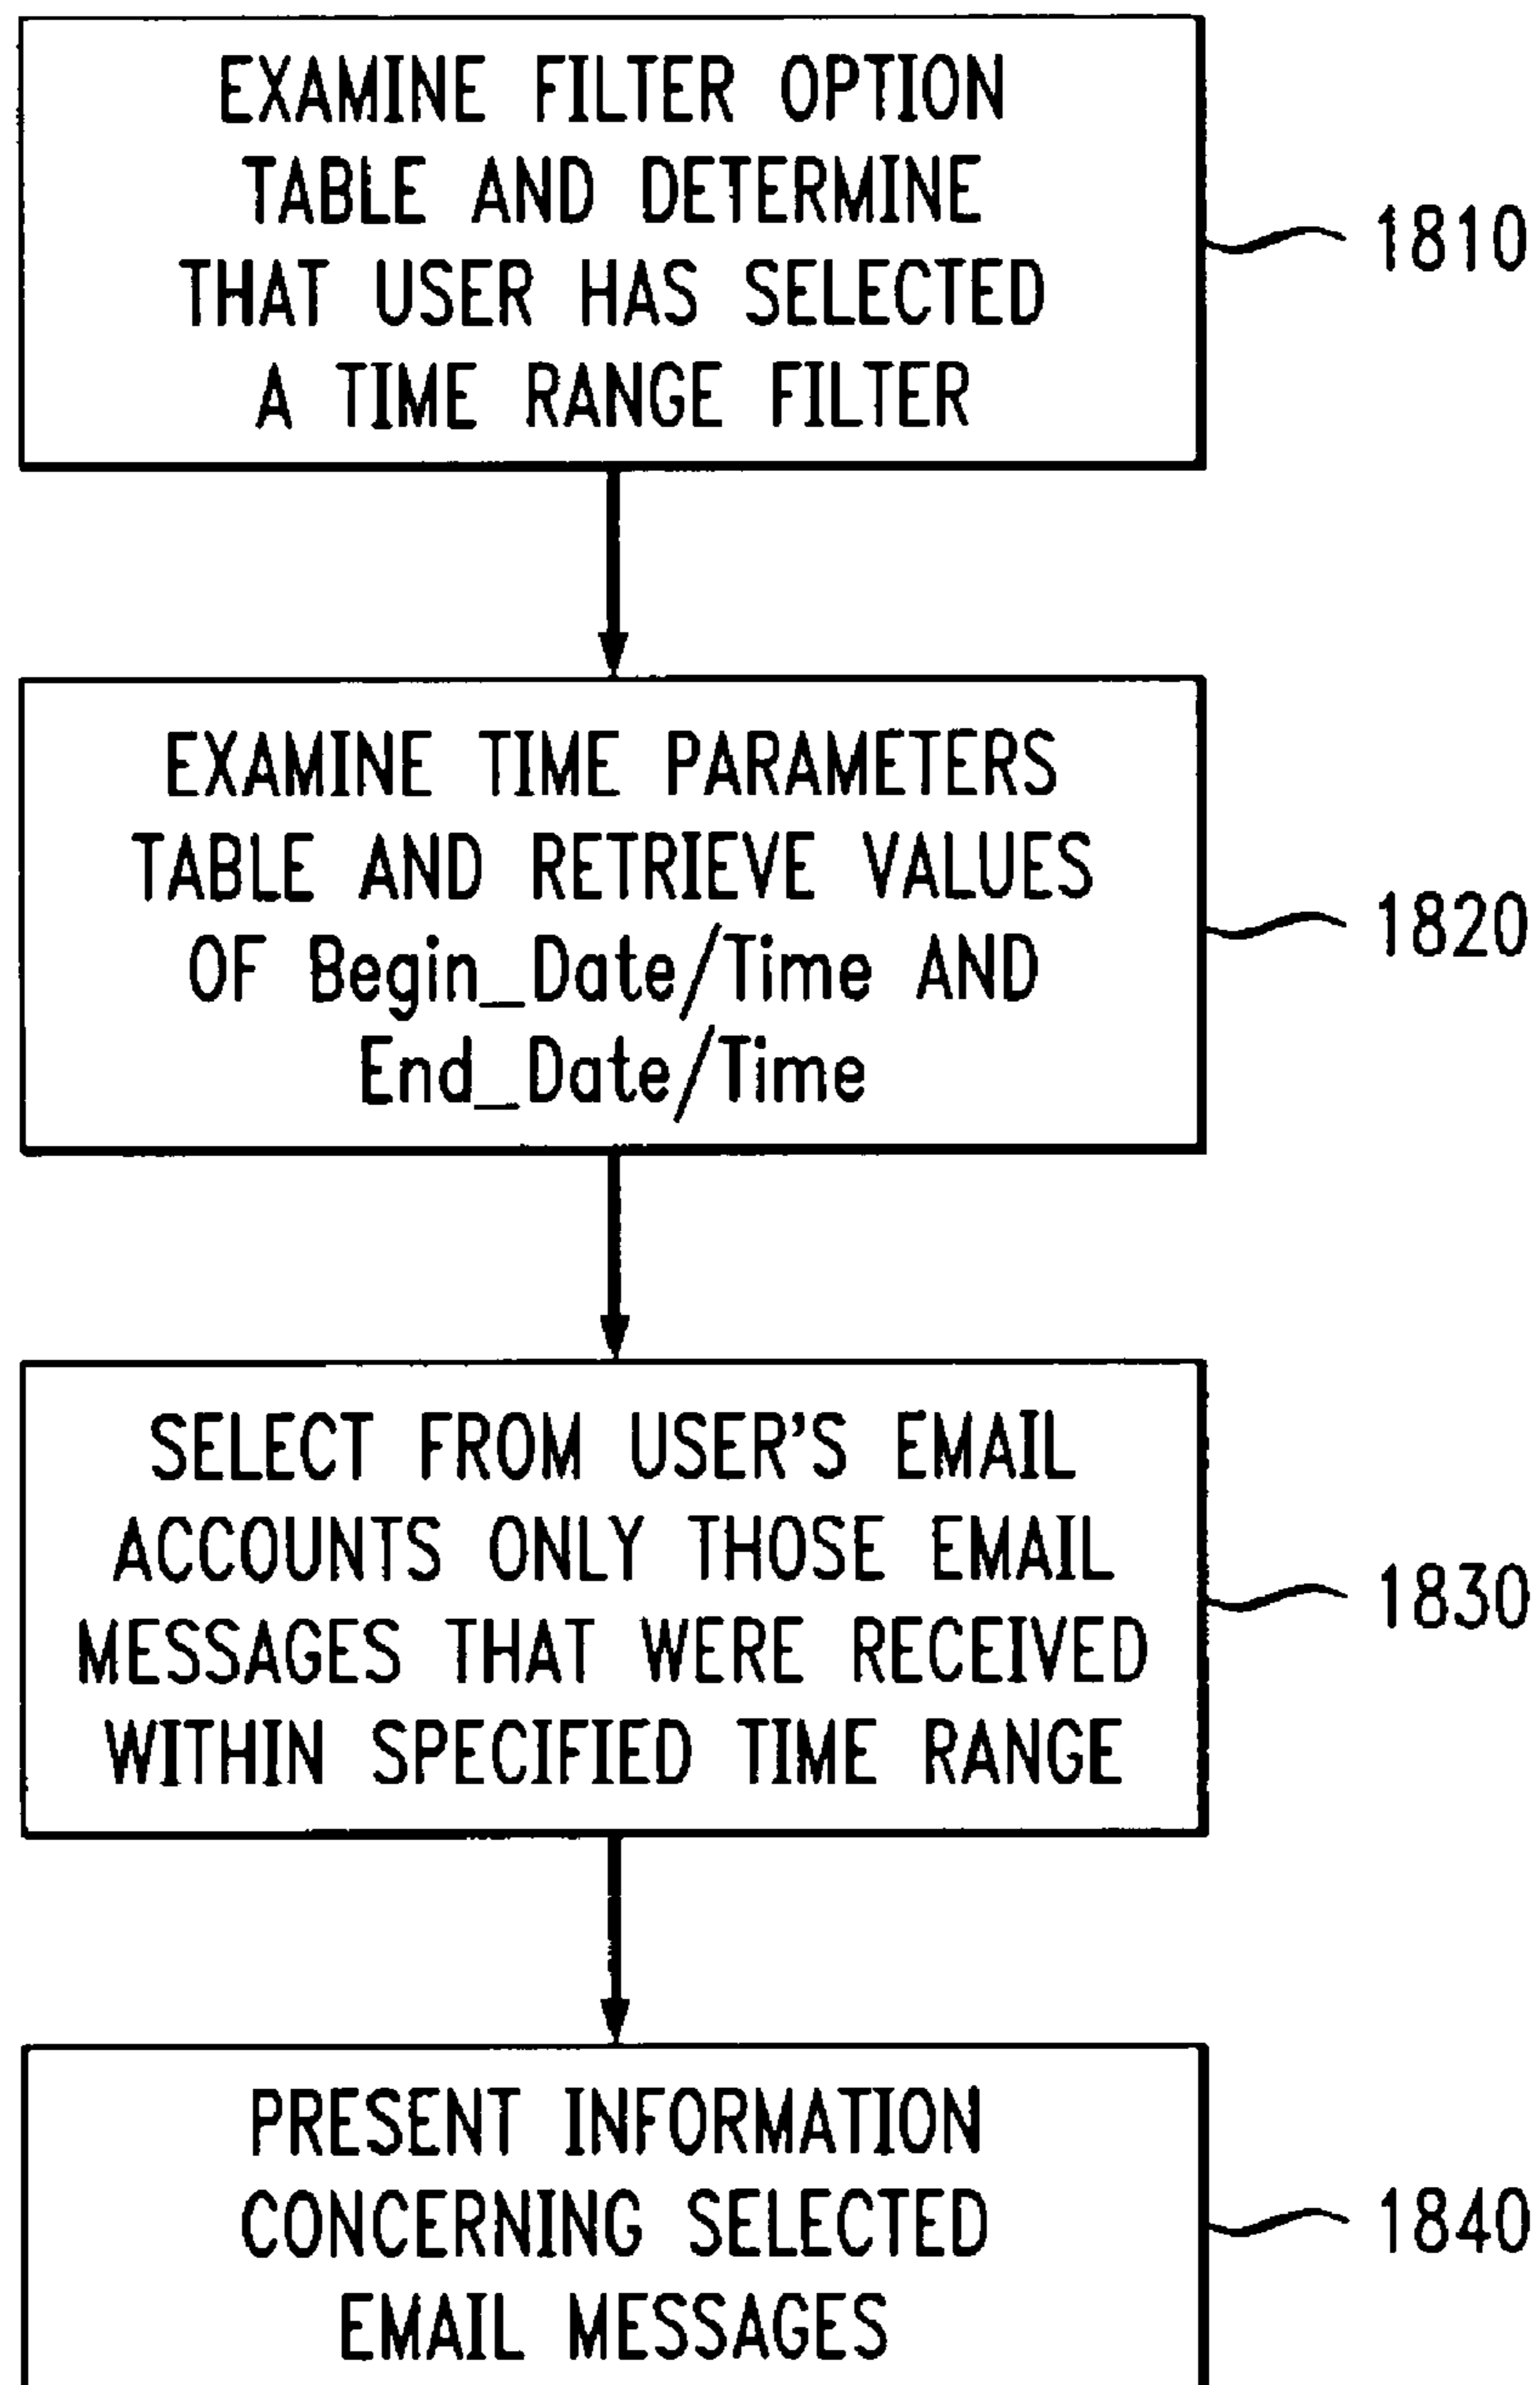 EXAMINE FILTER OPTION
TABLE AND DETERMINE
THAT USER HAS SELECTED
A TIME RANGE FILTER
1810
EXAMINE TIME PARAMETERS
TABLE AND RETRIEVE VALUES
OF Begin_Date/Time AND
End_Date/Time
1820
SELECT FROM USER'S EMAIL
ACCOUNTS ONLY THOSE EMAIL
MESSAGES THAT WERE RECEIVED
WITHIN SPECIFIED TIME RANGE
1830
PRESENT INFORMATION
CONCERNING SELECTED
EMAIL MESSAGES
1840